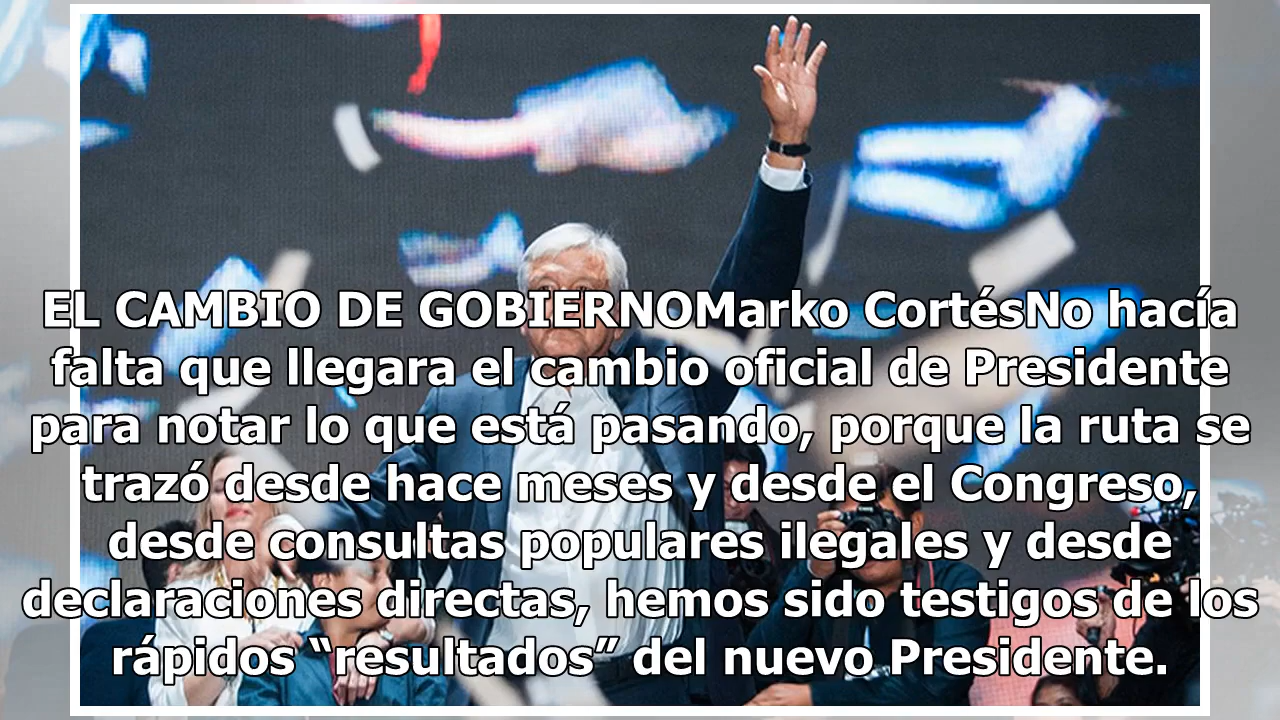 EL CAMBIO DE GOBIERNOMarko CortésNo hacía
falta que llegara el cambio oficial de Presidente
para notar lo que está pasando, porque la ruta se
trazó desde hace meses y desde el Congreso,
desde consultas populares ilegales y desde
declaraciones directas, hemos sido testigos de los
rápidos “resultados” del nuevo Presidente.